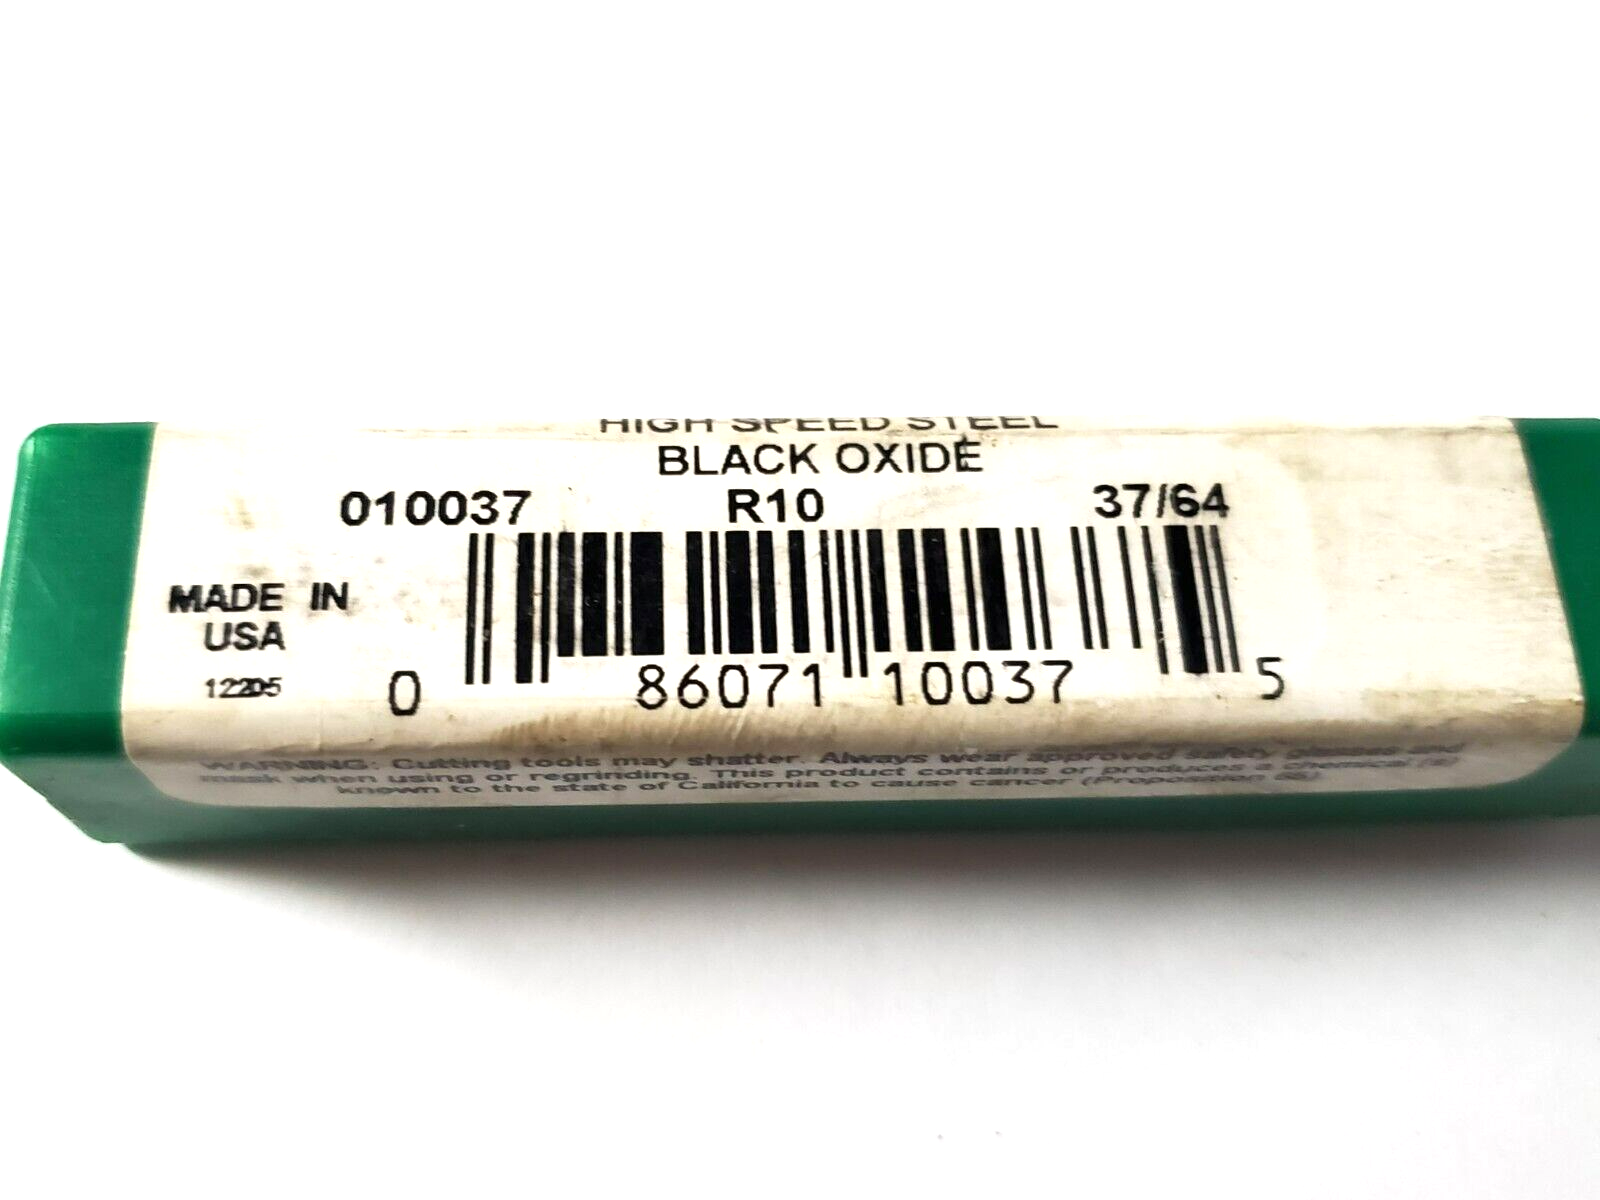 HIGH SPEED STEEL
BLACK OXIDE
010037 R10 37/64
MADE IN
USA
12205
0 86071 10037 5
WARNING: Cutting tools may shatter. Always wear approved safety glasses and
mask when using or regrinding. This product contains or produces a chemical (s)
known to the state of California to cause cancer (Proposition 65).